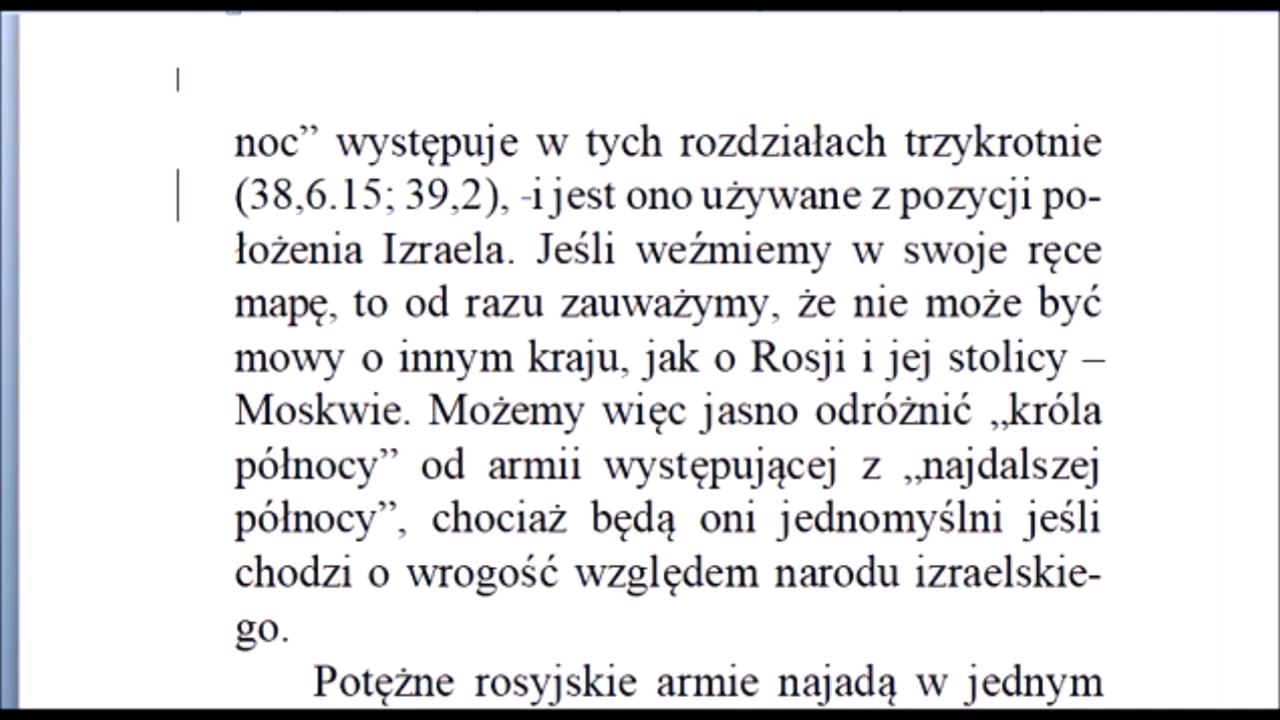 noc” występuje w tych rozdziałach trzykrotnie
(38,6.15; 39,2), -i jest ono używane z pozycji po-
łożenia Izraela. Jeśli weźmiemy w swoje ręce
mapę, to od razu zauważymy, że nie może być
mowy o innym kraju, jak o Rosji i jej stolicy –
Moskwie. Możemy więc jasno odróżnić „króla
północy” od armii występującej z „najdalszej
północy”, chociaż będą oni jednomyślni jeśli
chodzi o wrogość względem narodu izraelskie-
go.
Potężne rosyjskie armie najadą w jednym